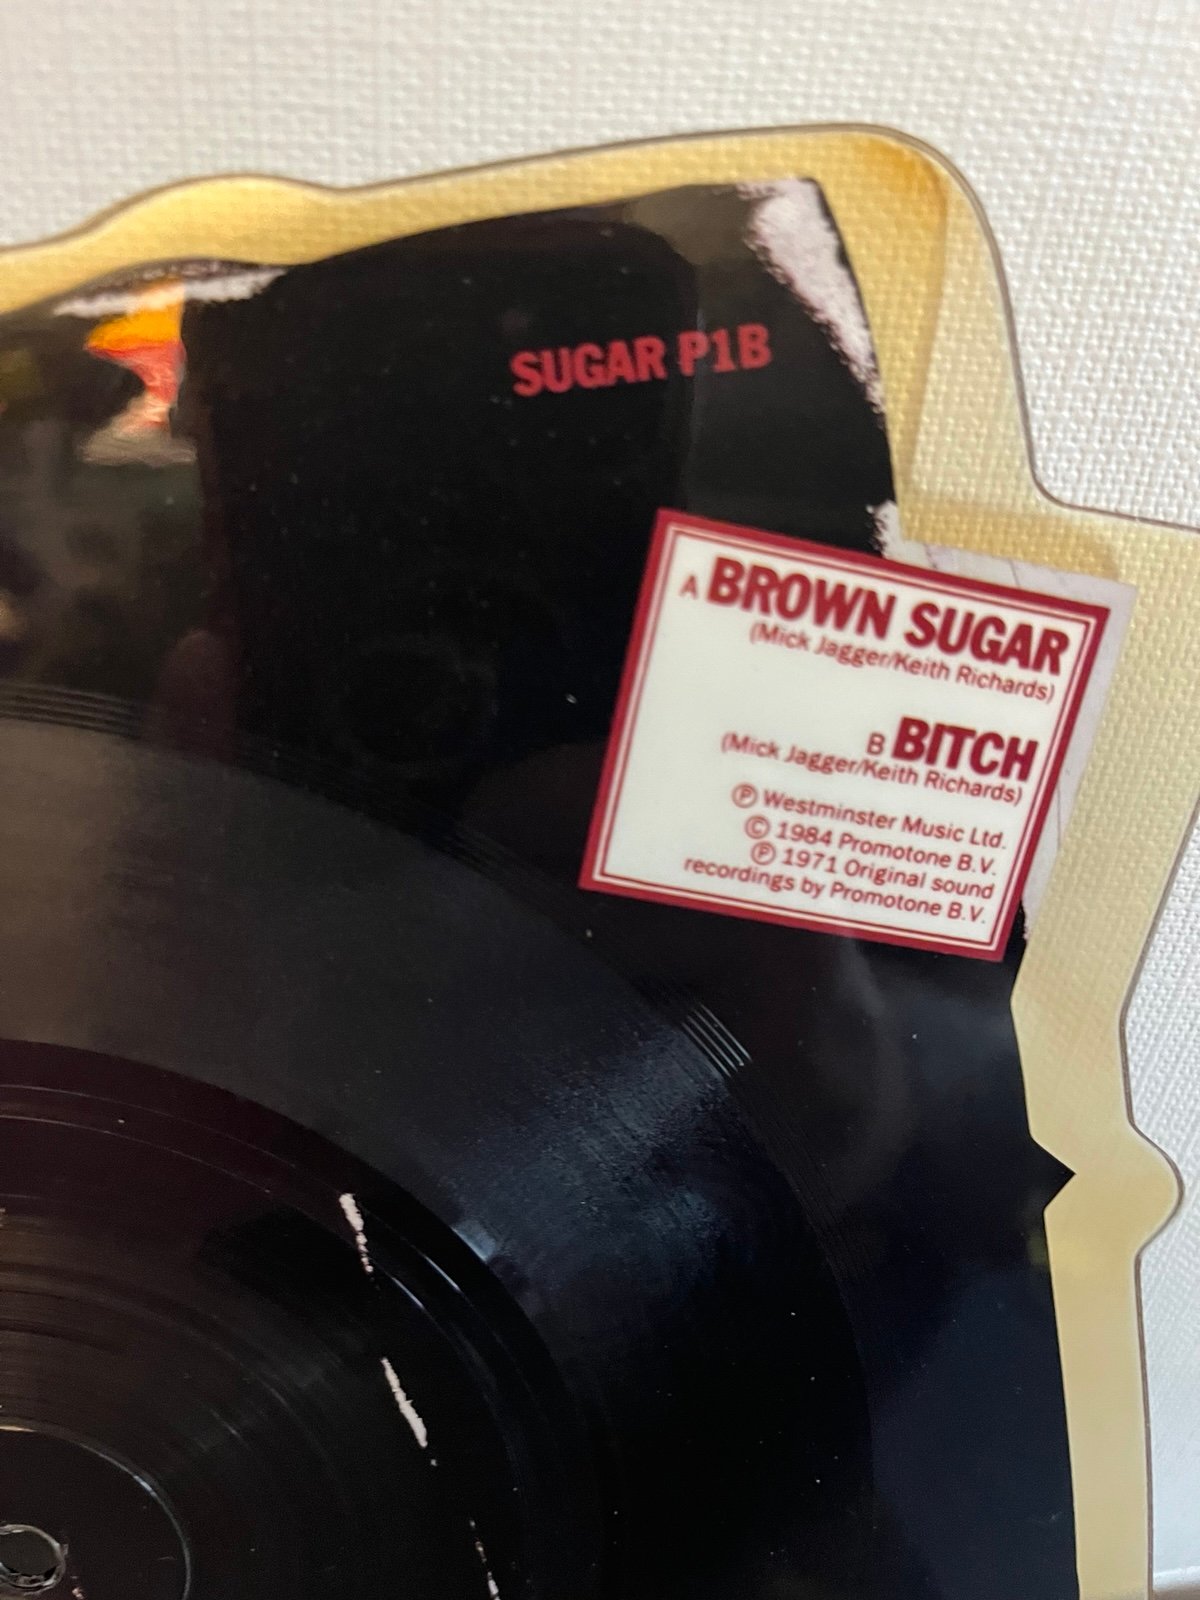 SUGAR P1B
A BROWN SUGAR
(Mick Jagger/Keith Richards)
B BITCH
(Mick Jagger/Keith Richards)
Ⓟ Westminster Music Ltd.
© 1984 Promotone B.V.
Ⓟ 1971 Original sound
recordings by Promotone B.V.